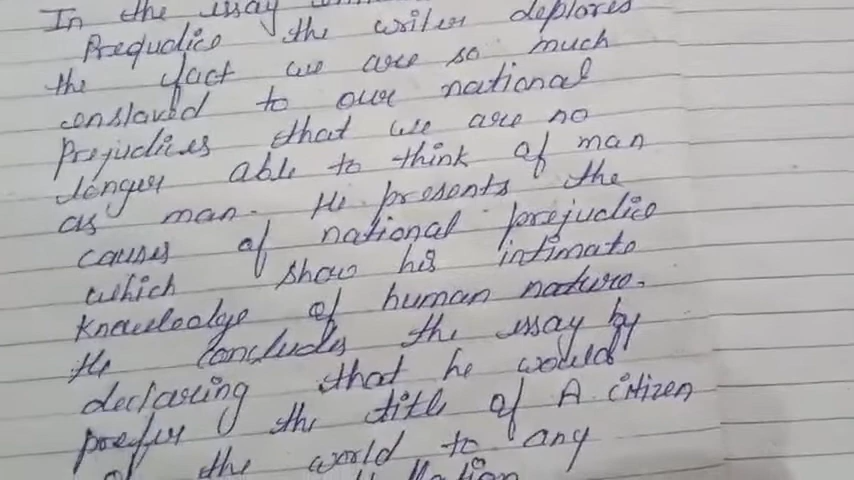 In the essay
Prequdice the writer deplores
the fact we are so much
enslaved to our national
Prejudices that we are no
longer able to think of man
as man. He presents the
causes of national prejudice
which show his intimate
knowledge of human nature.
He concludes the essay by
declaring that he would
prefer the title of A citizen
of the world to any
Nation